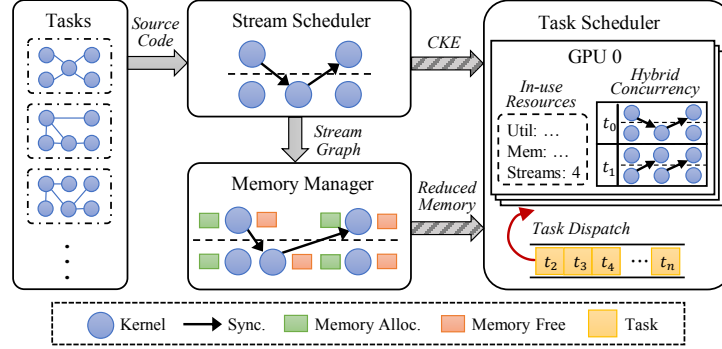 Tasks
Source
Code
Stream Scheduler
CKE
Stream
Graph
Memory Manager
Reduced
Memory
Task Scheduler
GPU 0
In-use
Resources
Util: ...
Mem: ...
Streams: 4
Hybrid
Concurrency
t0
t1
Task Dispatch
t2 t3 t4 ... tn
Kernel Sync. Memory Alloc. Memory Free Task